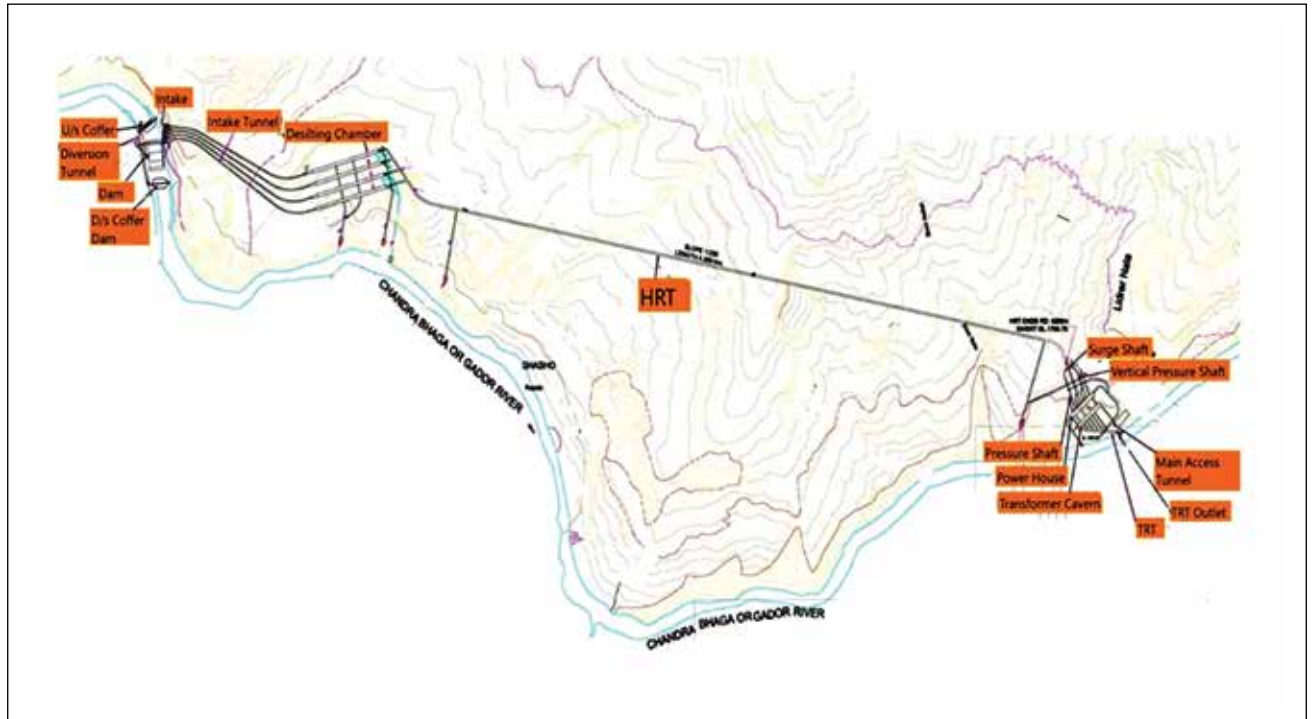 Intake
U/s Coffer
Intake Tunnel
Desilting Chamber
Diversion
Tunnel
Dam
D/s Coffer
Dam
HRT
CHANDRA BHAGA OR GADOR RIVER
SHASHO
Surge Shaft
Vertical Pressure Shaft
Pressure Shaft
Power House
Transformer Cavern
Main Access
Tunnel
TRT Outlet
TRT
CHANDRA BHAGA OR GADOR RIVER